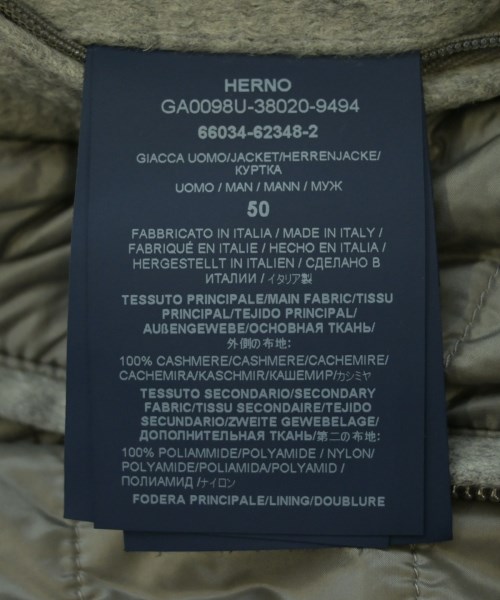 HERNO
GA0098U-38020-9494
66034-62348-2
GIACCA UOMO/JACKET/HERRENJACKE/
КУРТКА
UOMO / MAN / MANN / МУЖ
50
FABBRICATO IN ITALIA / MADE IN ITALY /
FABRIQUÉ EN ITALIE / HECHO EN ITALIA /
HERGESTELLT IN ITALIEN / СДЕЛАНО В
ИТАЛИИ / イタリア製
TESSUTO PRINCIPALE/MAIN FABRIC/TISSU
PRINCIPAL/TEJIDO PRINCIPAL/
AUßENGEWEBE/ОСНОВНАЯ ТКАНЬ/
外側の布地:
100% CASHMERE/CASHMERE/CACHEMIRE/
CACHEMIRA/KASCHMIR/КАШЕМИР/カシミヤ
TESSUTO SECONDARIO/SECONDARY
FABRIC/TISSU SECONDAIRE/TEJIDO
SECUNDARIO/ZWEITE GEWEBELAGE/
ДОПОЛНИТЕЛЬНАЯ ТКАНЬ/第二の布地:
100% POLIAMMIDE/POLYAMIDE / NYLON/
POLYAMIDE/POLIAMIDA/POLYAMID /
ПОЛИАМИД /ナイロン
FODERA PRINCIPALE/LINING/DOUBLURE